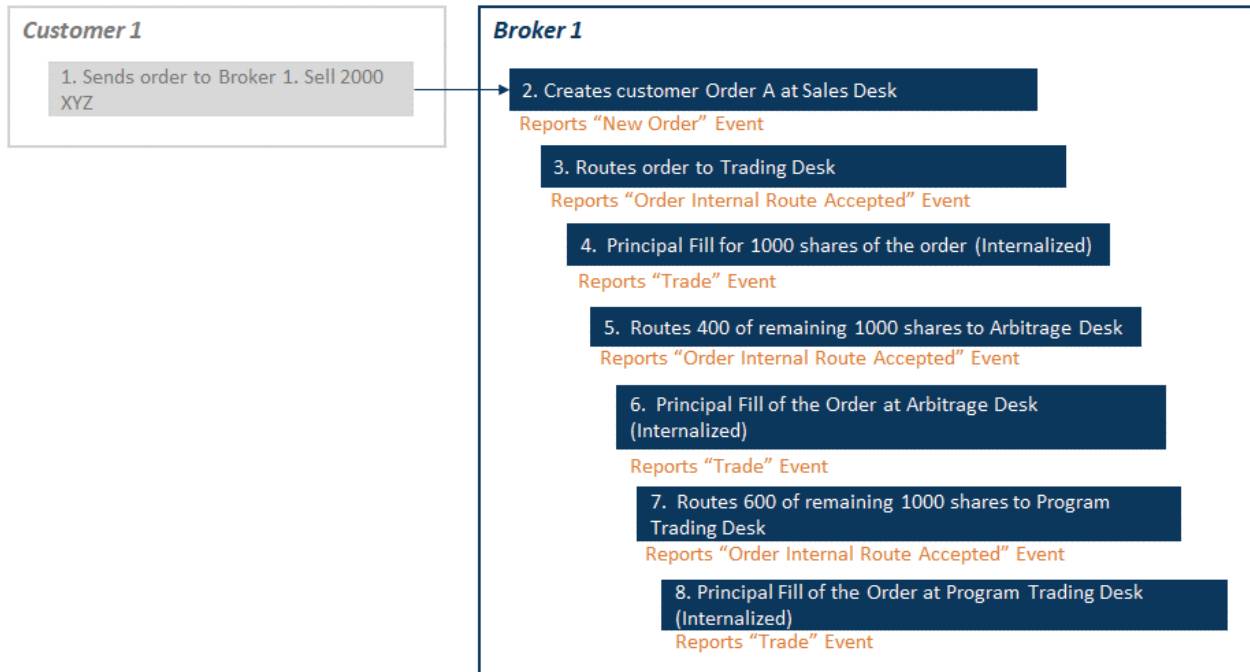 Customer 1
1. Sends order to Broker 1. Sell 2000
XYZ
Broker 1
2. Creates customer Order A at Sales Desk
Reports “New Order” Event
3. Routes order to Trading Desk
Reports “Order Internal Route Accepted” Event
4. Principal Fill for 1000 shares of the order (Internalized)
Reports “Trade” Event
5. Routes 400 of remaining 1000 shares to Arbitrage Desk
Reports “Order Internal Route Accepted” Event
6. Principal Fill of the Order at Arbitrage Desk
(Internalized)
Reports “Trade” Event
7. Routes 600 of remaining 1000 shares to Program
Trading Desk
Reports “Order Internal Route Accepted” Event
8. Principal Fill of the Order at Program Trading Desk
(Internalized)
Reports “Trade” Event